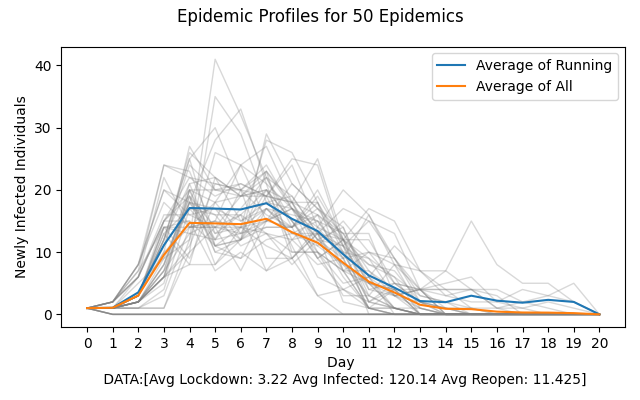 Epidemic Profiles for 50 Epidemics
Newly Infected Individuals
40
30
20
10
0
Average of Running
Average of All
0 1 2 3 4 5 6 7 8 9 10 11 12 13 14 15 16 17 18 19 20
Day
DATA:[Avg Lockdown: 3.22 Avg Infected: 120.14 Avg Reopen: 11.425]